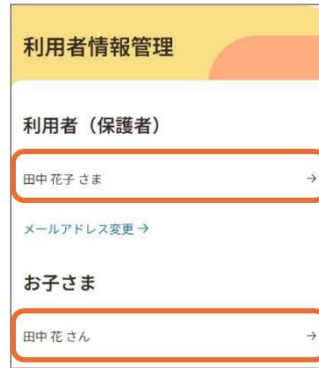 利用者情報管理
利用者（保護者）
田中 花子 さま →
メールアドレス変更 →
お子さま
田中 花 さん →